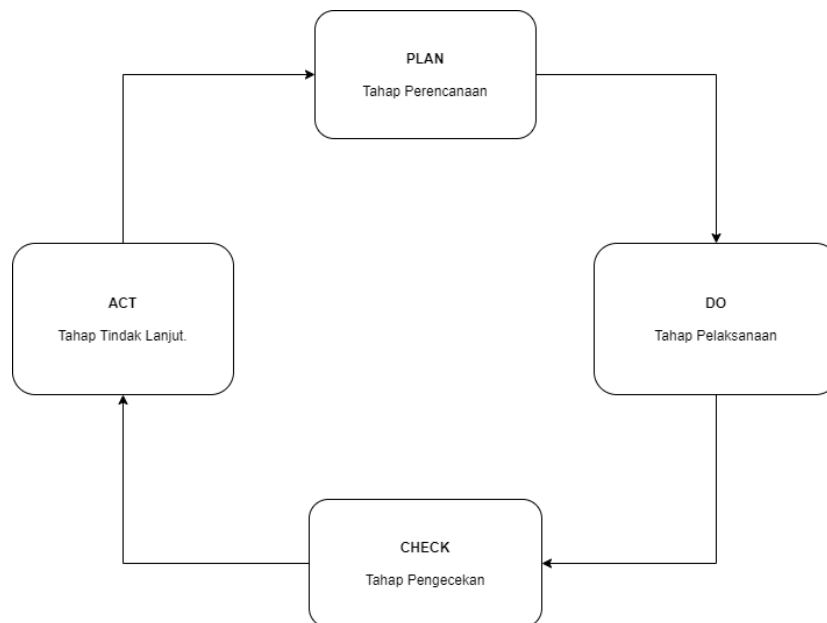 PLAN
Tahap Perencanaan
ACT
Tahap Tindak Lanjut.
DO
Tahap Pelaksanaan
CHECK
Tahap Pengecekan